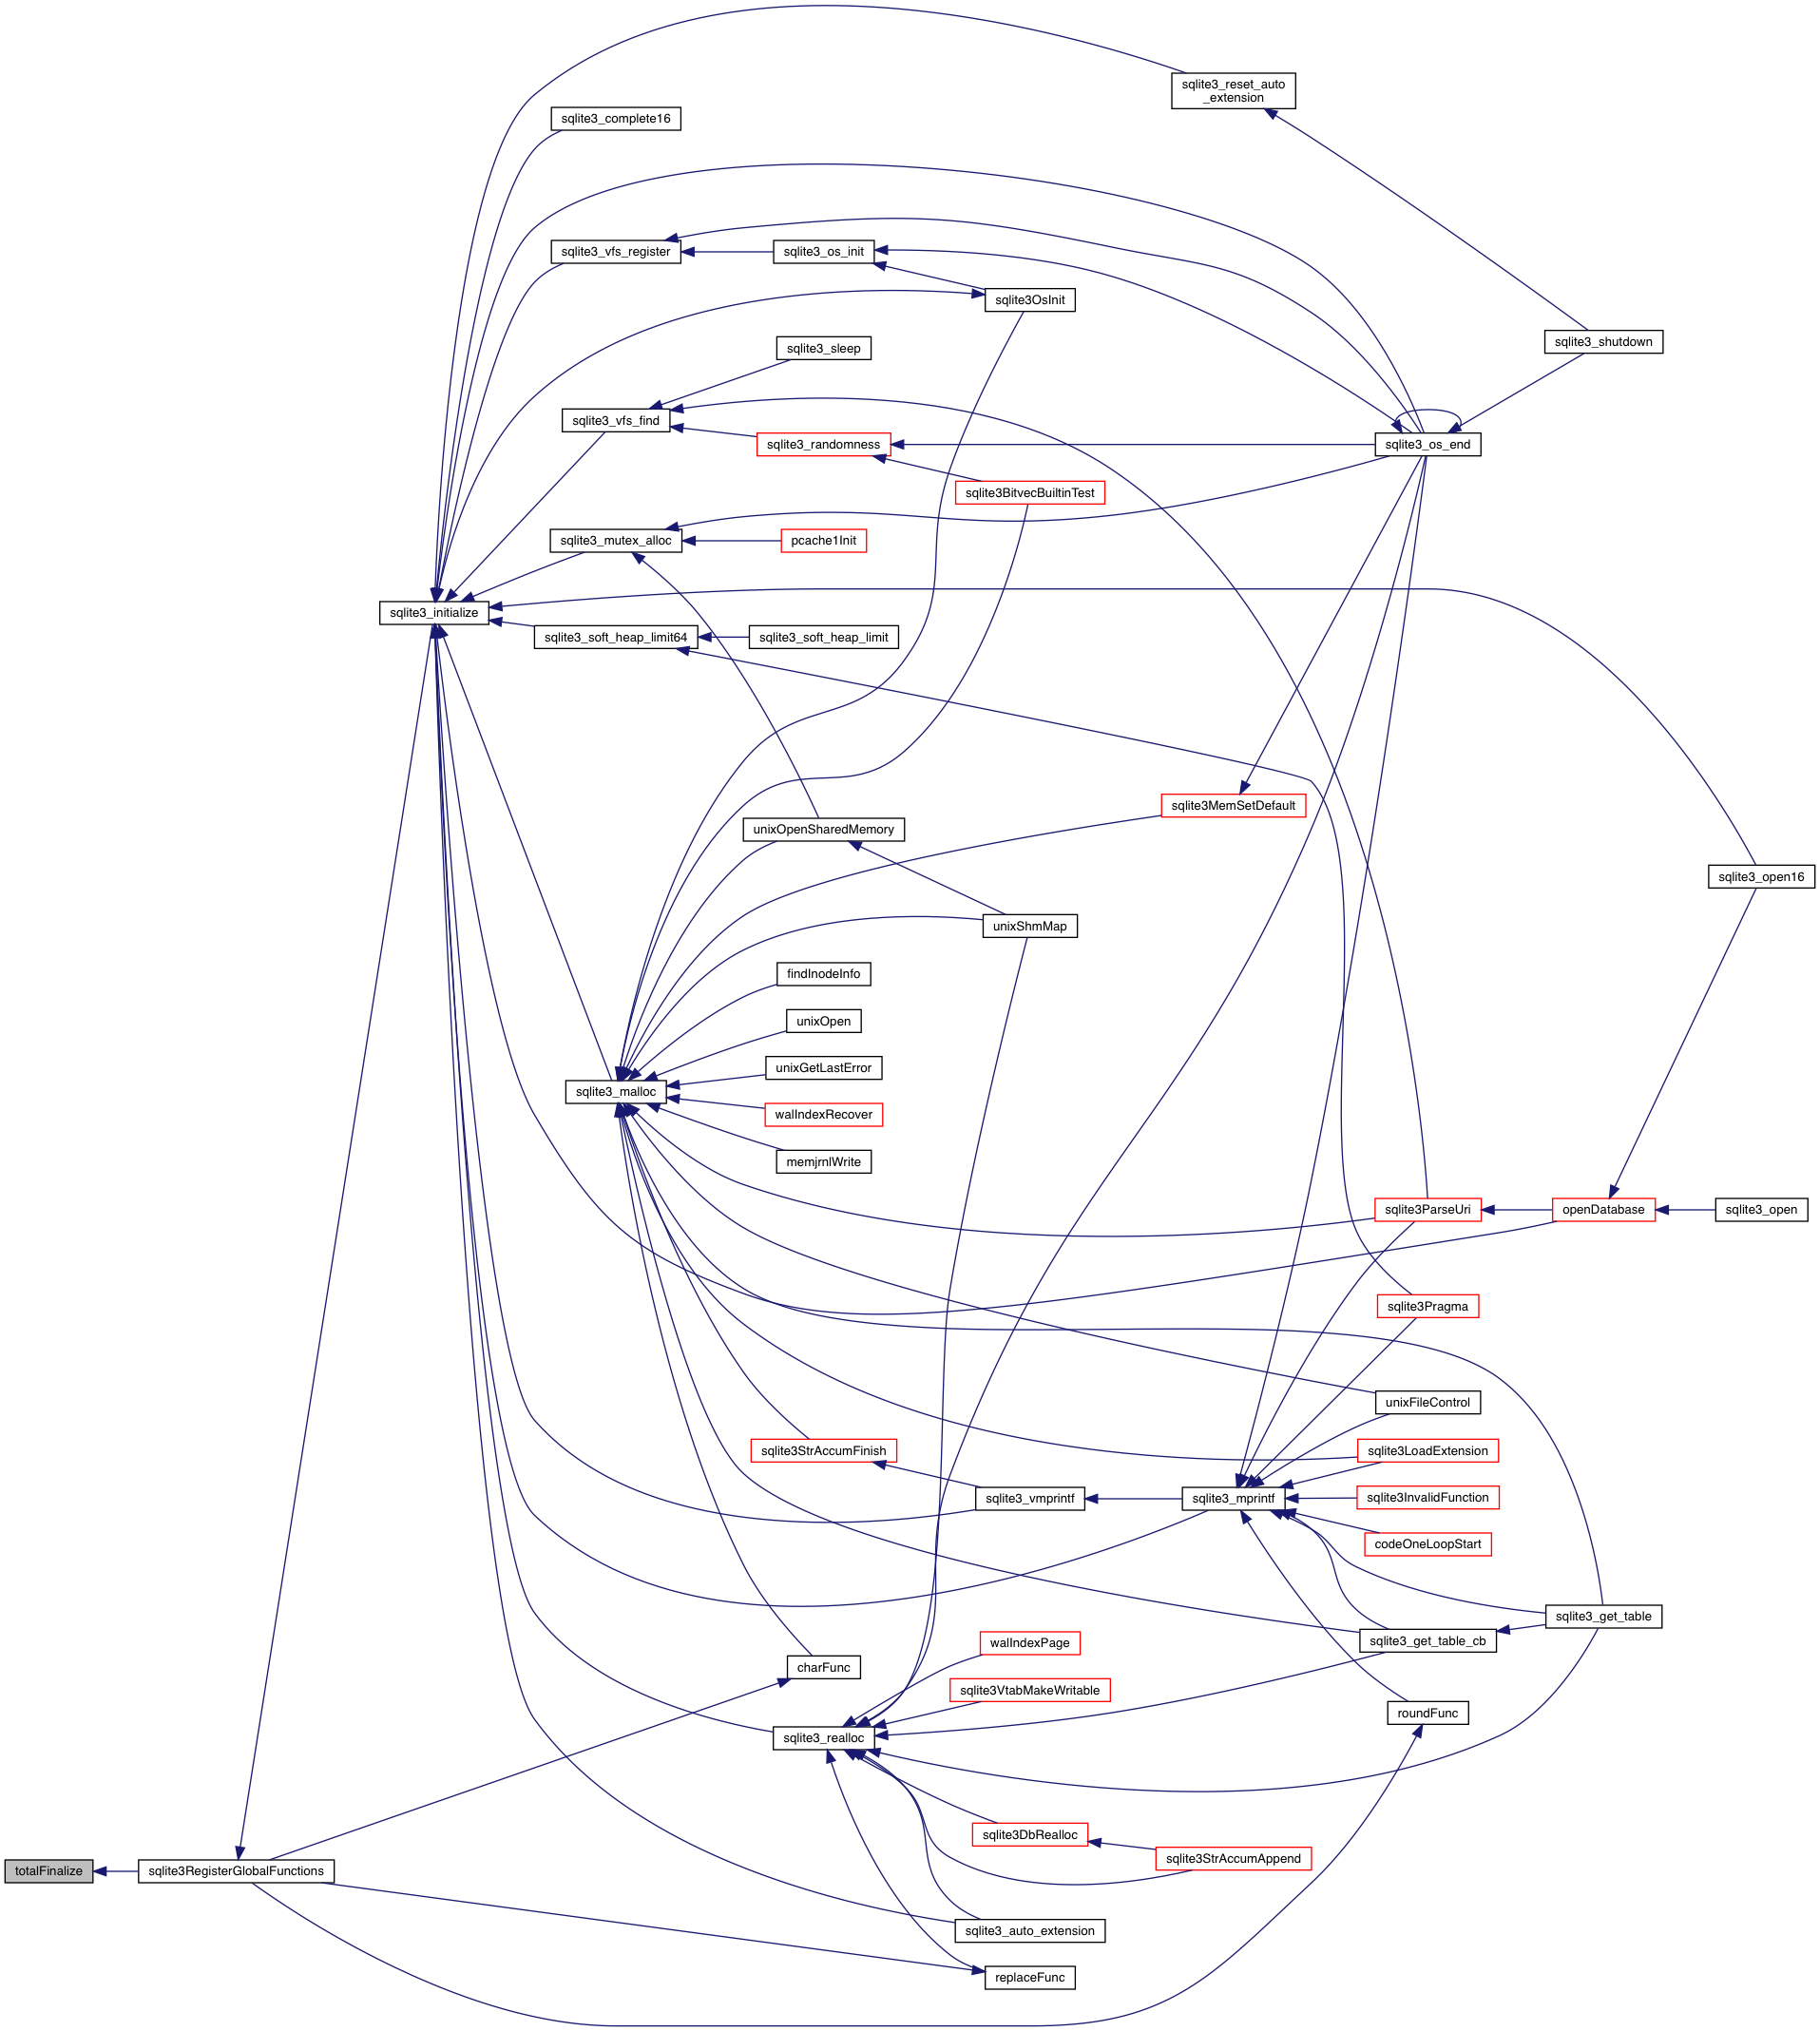 sqlite3_reset_auto
_extension
sqlite3_complete16
sqlite3_vfs_register
sqlite3_os_init
sqlite3OsInit
sqlite3_sleep
sqlite3_shutdown
sqlite3_vfs_find
sqlite3_randomness
sqlite3_os_end
sqlite3BitvecBuiltinTest
sqlite3_mutex_alloc
pcache1Init
sqlite3_initialize
sqlite3_soft_heap_limit64
sqlite3_soft_heap_limit
sqlite3MemSetDefault
unixOpenSharedMemory
sqlite3_open16
unixShmMap
findInodeInfo
unixOpen
unixGetLastError
sqlite3_malloc
walIndexRecover
memjrnlWrite
sqlite3ParseUri
openDatabase
sqlite3_open
sqlite3Pragma
unixFileControl
sqlite3StrAccumFinish
sqlite3LoadExtension
sqlite3_vmprintf
sqlite3_mprintf
sqlite3InvalidFunction
codeOneLoopStart
sqlite3_get_table
sqlite3_get_table_cb
walIndexPage
charFunc
sqlite3VtabMakeWritable
roundFunc
sqlite3_realloc
sqlite3DbRealloc
sqlite3StrAccumAppend
totalFinalize
sqlite3RegisterGlobalFunctions
sqlite3_auto_extension
replaceFunc